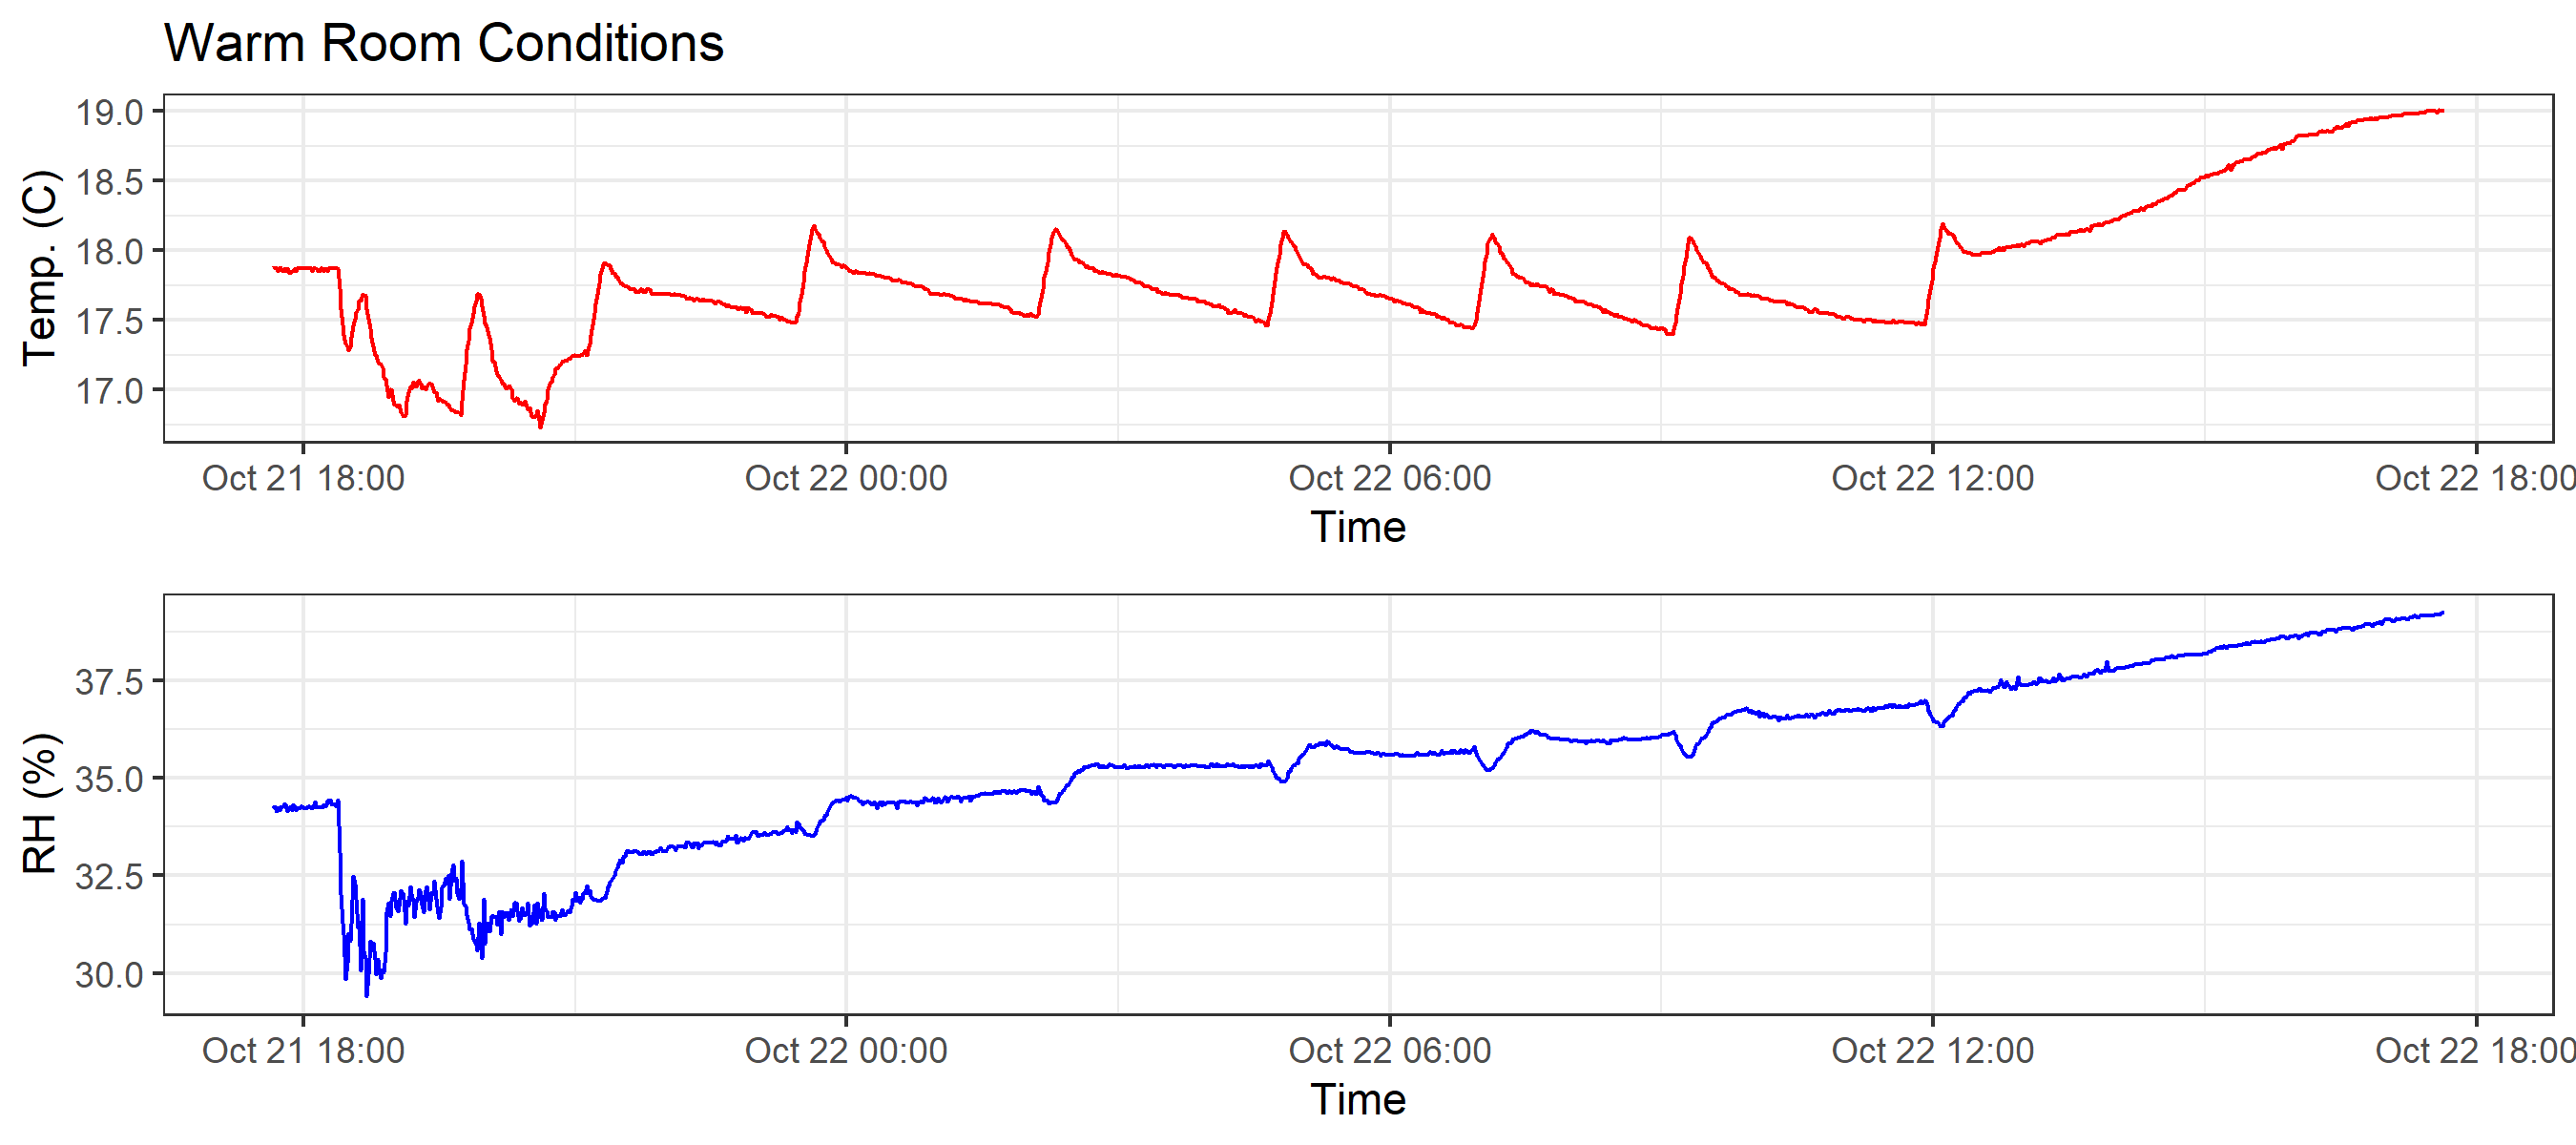 Warm Room Conditions
Temp. (C)
19.0
18.5
18.0
17.5
17.0
Oct 21 18:00 Oct 22 00:00 Oct 22 06:00 Oct 22 12:00 Oct 22 18:00
Time
RH (%)
37.5
35.0
32.5
30.0
Oct 21 18:00 Oct 22 00:00 Oct 22 06:00 Oct 22 12:00 Oct 22 18:00
Time